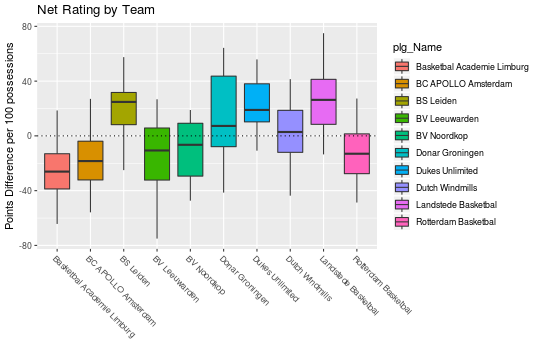 Net Rating by Team
Points Difference per 100 possessions
80
40
0
-40
-80
Basketbal Academie Limburg
BC APOLLO Amsterdam
BS Leiden
BV Leeuwarden
BV Noordkop
Donar Groningen
Dukes Unlimited
Dutch Windmills
Landstede Basketbal
Rotterdam Basketbal
plg_Name
Basketbal Academie Limburg
BC APOLLO Amsterdam
BS Leiden
BV Leeuwarden
BV Noordkop
Donar Groningen
Dukes Unlimited
Dutch Windmills
Landstede Basketbal
Rotterdam Basketbal